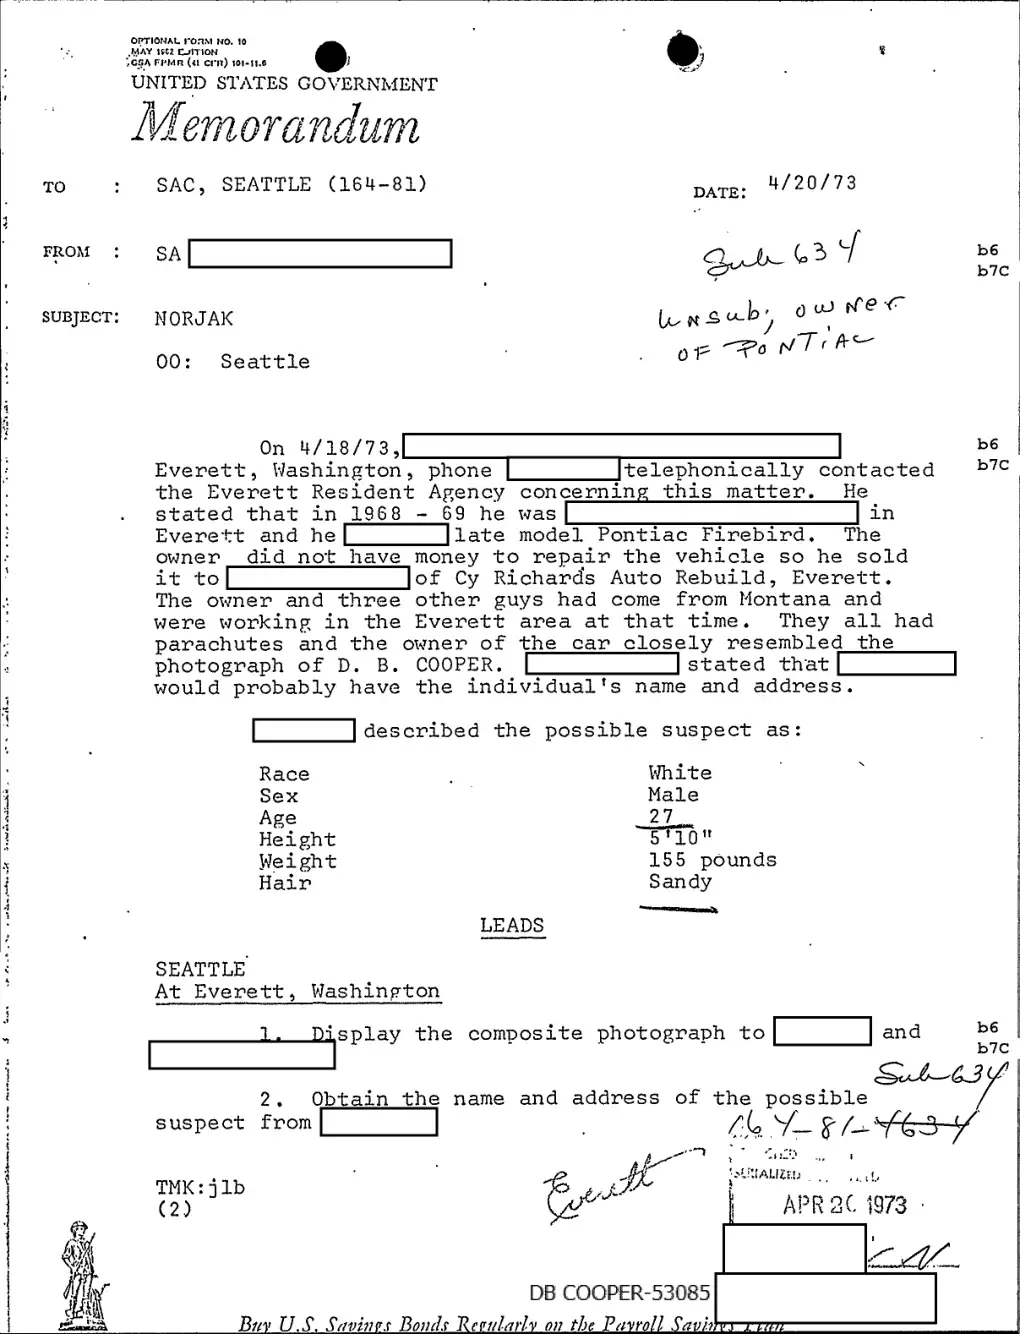 OPTIONAL FORM NO. 10
MAY 1962 EDITION
GSA FPMR (41 CFR) 101-11.6
UNITED STATES GOVERNMENT
Memorandum
TO : SAC, SEATTLE (164-81)
DATE: 4/20/73
FROM : SA
Sub 634
b6
b7C
SUBJECT: NORJAK
Unsub; owner
OF PONTIAC
OO: Seattle
On 4/18/73,
b6
Everett, Washington, phone telephonically contacted
b7C
the Everett Resident Agency concerning this matter. He
stated that in 1968 - 69 he was in
Everett and he late model Pontiac Firebird. The
owner did not have money to repair the vehicle so he sold
it to of Cy Richards Auto Rebuild, Everett.
The owner and three other guys had come from Montana and
were working in the Everett area at that time. They all had
parachutes and the owner of the car closely resembled the
photograph of D. B. COOPER. stated that
would probably have the individual's name and address.
described the possible suspect as:
Race White
Sex Male
Age 27
Height 5'10"
Weight 155 pounds
Hair Sandy
LEADS
SEATTLE
At Everett, Washington
1. Display the composite photograph to and
b6
b7C
Sub 634
2. Obtain the name and address of the possible
suspect from
164-81-4634
SERIALIZED
TMK:jlb
(2)
Everett
APR 20 1973
DB COOPER-53085
Buy U.S. Savings Bonds Regularly on the Payroll Savings Plan